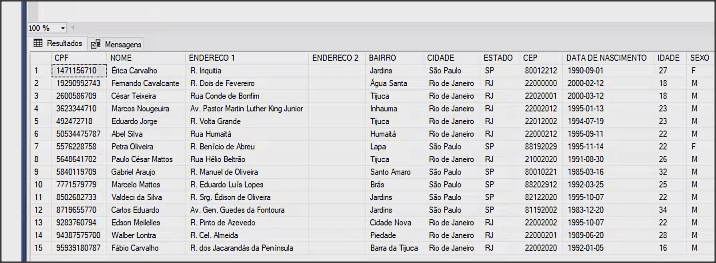 100 %
Resultados Mensagens
CPF NOME ENDERECO 1 ENDERECO 2 BAIRRO CIDADE ESTADO CEP DATA DE NASCIMENTO IDADE SEXO
1 1471156710 Érica Carvalho R. Iriquitia Jardins São Paulo SP 80012212 1990-09-01 27 F
2 19290992743 Fernando Cavalcante R. Dois de Fevereiro Água Santa Rio de Janeiro RJ 22000000 2000-02-12 18 M
3 2600586709 César Teixeira Rua Conde de Bonfim Tijuca Rio de Janeiro RJ 22020001 2000-03-12 18 M
4 3623344710 Marcos Nougeuira Av. Pastor Martin Luther King Junior Inhauma Rio de Janeiro RJ 22002012 1995-01-13 23 M
5 492472718 Eduardo Jorge R. Volta Grande Tijuca Rio de Janeiro RJ 22012002 1994-07-19 23 M
6 50534475787 Abel Silva Rua Humaitá Humaitá Rio de Janeiro RJ 22000212 1995-09-11 22 M
7 5576228758 Petra Oliveira R. Benício de Abreu Lapa São Paulo SP 88192029 1995-11-14 22 F
8 5648641702 Paulo César Mattos Rua Hélio Beltrão Tijuca Rio de Janeiro RJ 21002020 1991-08-30 26 M
9 5840119709 Gabriel Araujo R. Manuel de Oliveira Santo Amaro São Paulo SP 80010221 1985-03-16 32 M
10 7771579779 Marcelo Mattos R. Eduardo Luís Lopes Brás São Paulo SP 88202912 1992-03-25 25 M
11 8502682733 Valdeci da Silva R. Srg. Édison de Oliveira Jardins São Paulo SP 82122020 1995-10-07 22 M
12 8719655770 Carlos Eduardo Av. Gen. Guedes da Fontoura Jardins São Paulo SP 81192002 1983-12-20 34 M
13 9283760794 Edson Meilelles R. Pinto de Azevedo Cidade Nova Rio de Janeiro RJ 22002002 1995-10-07 22 M
14 94387575700 Walber Lontra R. Cel. Almeida Piedade Rio de Janeiro RJ 22000201 1989-06-20 28 M
15 95939180787 Fábio Carvalho R. dos Jacarandás da Península Barra da Tijuca Rio de Janeiro RJ 22002020 1992-01-05 16 M